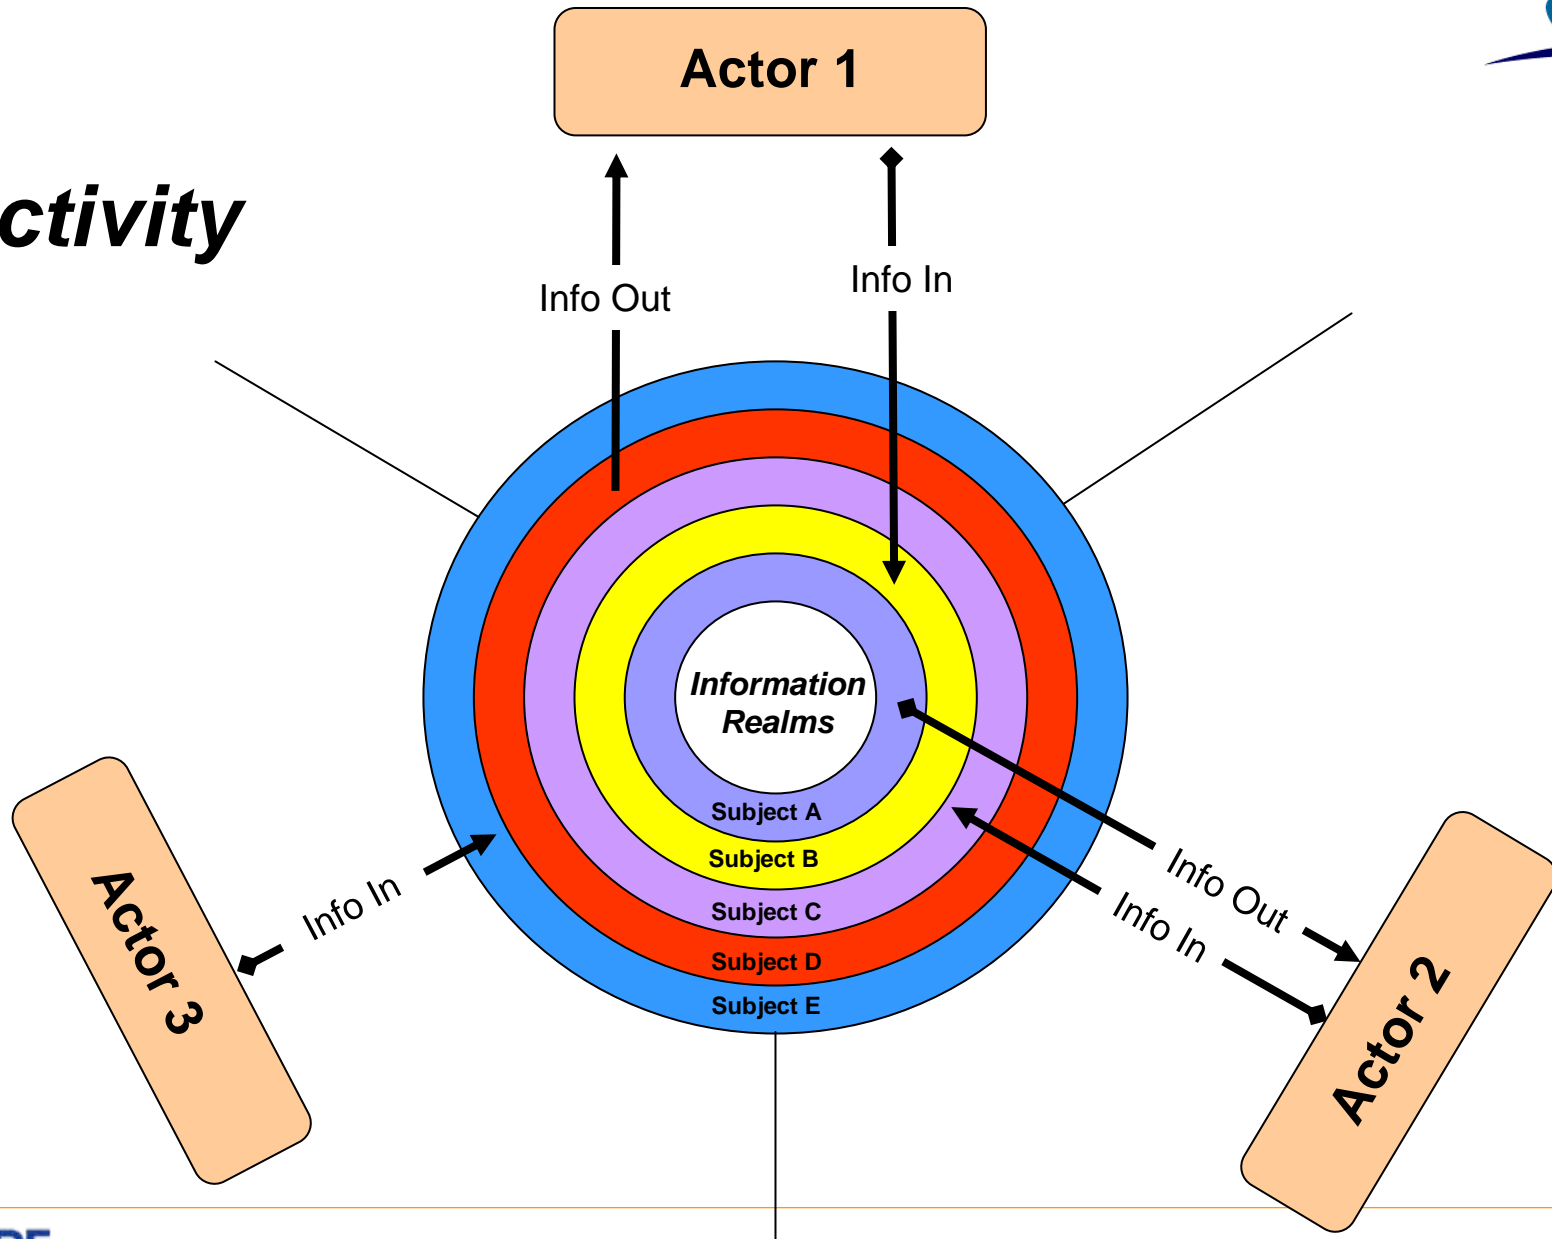 Actor 1
ctivity
Info Out
Info In
Information
Realms
Subject A
Subject B
Subject C
Subject D
Subject E
Info In
Actor 3
Info Out
Info In
Actor 2